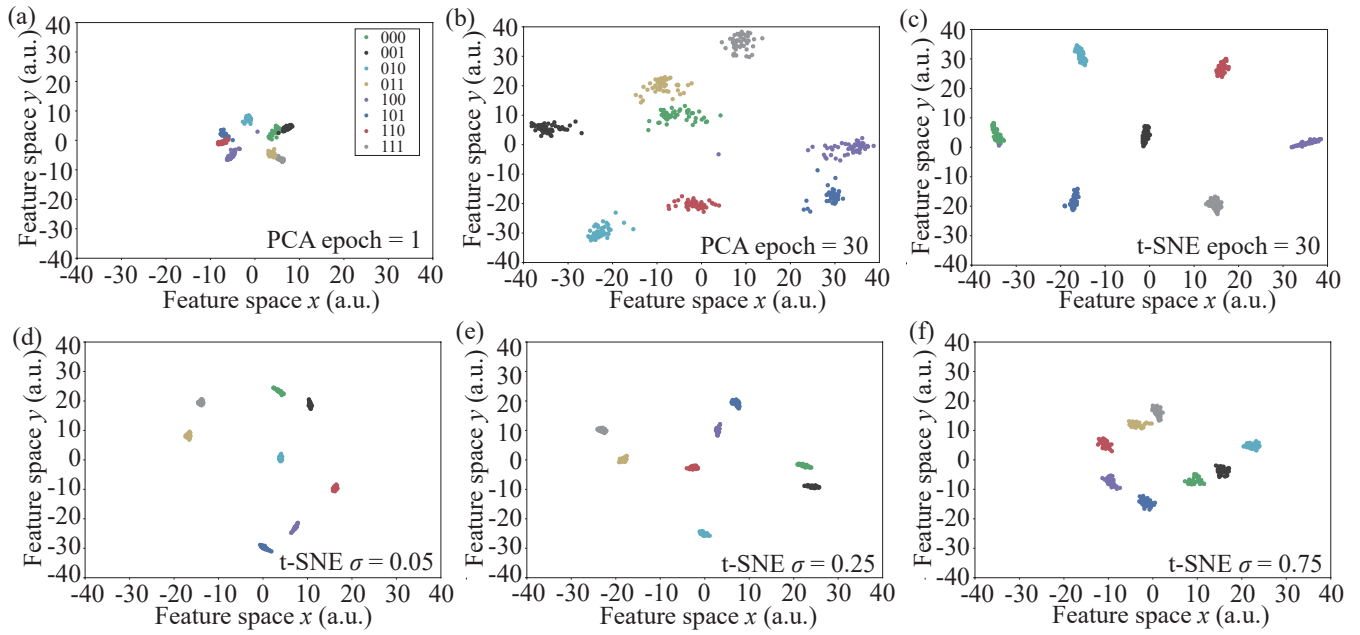 (a)
40
30
20
10
0
-10
-20
-30
-40
Feature space y (a.u.)
000
001
010
011
100
101
110
111
PCA epoch = 1
-40 -30 -20 -10 0 10 20 30 40
Feature space x (a.u.)
(b)
40
30
20
10
0
-10
-20
-30
-40
Feature space y (a.u.)
PCA epoch = 30
-40 -30 -20 -10 0 10 20 30 40
Feature space x (a.u.)
(c)
40
30
20
10
0
-10
-20
-30
-40
Feature space y (a.u.)
t-SNE epoch = 30
-40 -30 -20 -10 0 10 20 30 40
Feature space x (a.u.)
(d)
40
30
20
10
0
-10
-20
-30
-40
Feature space y (a.u.)
t-SNE σ = 0.05
-40 -30 -20 -10 0 10 20 30 40
Feature space x (a.u.)
(e)
40
30
20
10
0
-10
-20
-30
-40
Feature space y (a.u.)
t-SNE σ = 0.25
-40 -30 -20 -10 0 10 20 30 40
Feature space x (a.u.)
(f)
40
30
20
10
0
-10
-20
-30
-40
Feature space y (a.u.)
t-SNE σ = 0.75
-40 -30 -20 -10 0 10 20 30 40
Feature space x (a.u.)